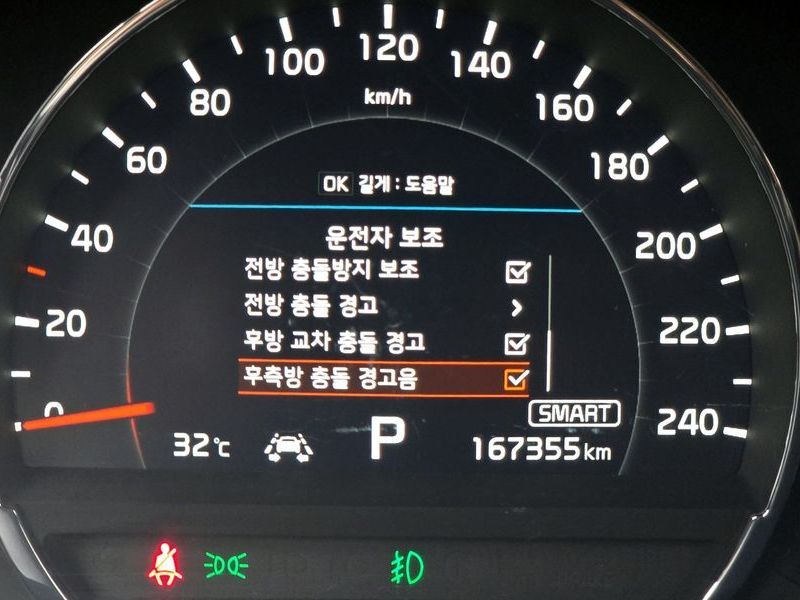 120
100
140
km/h
80
160
60
180
OK 길게 : 도움말
운전자 보조
40
200
전방 충돌방지 보조
전방 충돌 경고
20
220
후방 교차 충돌 경고
후측방 충돌 경고음
0
SMART
240
32°C
P
167355 km